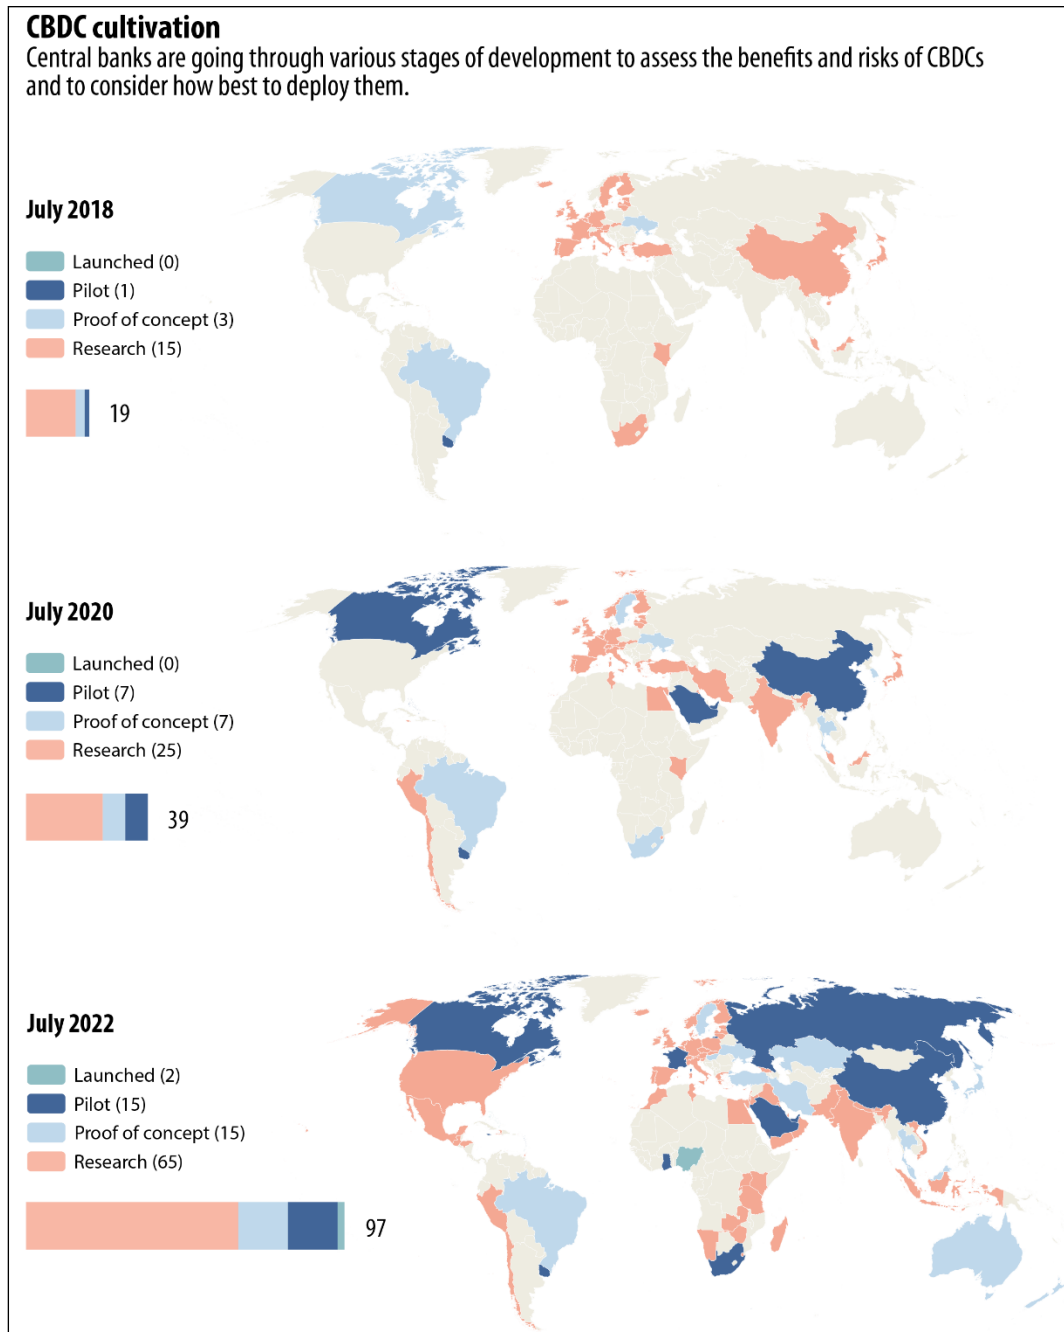 CBDC cultivation
Central banks are going through various stages of development to assess the benefits and risks of CBDCs
and to consider how best to deploy them.
July 2018
Launched (0)
Pilot (1)
Proof of concept (3)
Research (15)
19
July 2020
Launched (0)
Pilot (7)
Proof of concept (7)
Research (25)
39
July 2022
Launched (2)
Pilot (15)
Proof of concept (15)
Research (65)
97